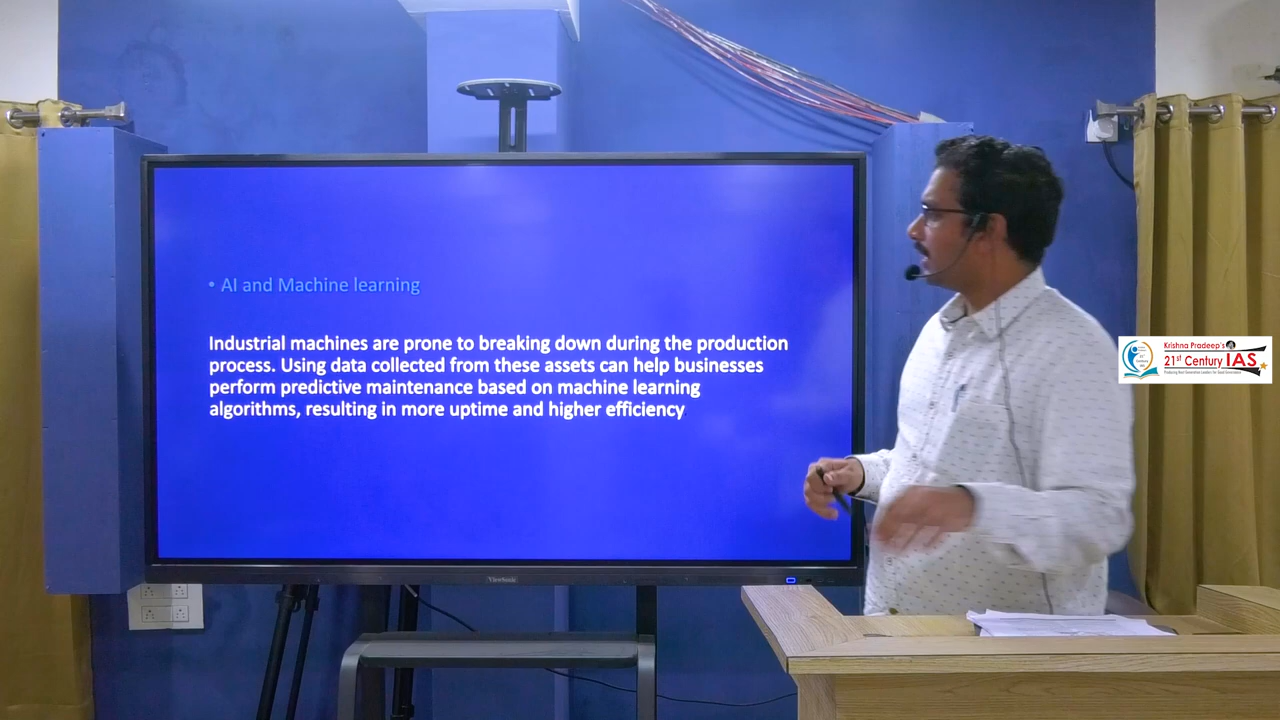 • AI and Machine learning
Industrial machines are prone to breaking down during the production
process. Using data collected from these assets can help businesses
perform predictive maintenance based on machine learning
algorithms, resulting in more uptime and higher efficiency
ViewSonic
Krishna Pradeep's
21st Century IAS